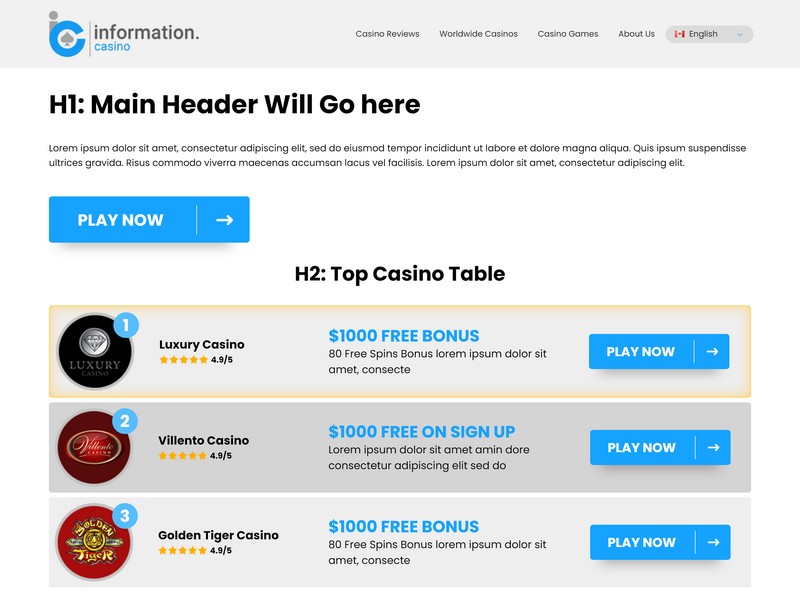 information.
casino
Casino Reviews
Worldwide Casinos
Casino Games
About Us
English
H1: Main Header Will Go here
Lorem ipsum dolor sit amet, consectetur adipiscing elit, sed do eiusmod tempor incididunt ut labore et dolore magna aliqua. Quis ipsum suspendisse
ultrices gravida. Risus commodo viverra maecenas accumsan lacus vel facilisis. Lorem ipsum dolor sit amet, consectetur adipiscing elit.
PLAY NOW
H2: Top Casino Table
1
LUXURY
CASINO
Luxury Casino
4.9/5
$1000 FREE BONUS
80 Free Spins Bonus lorem ipsum dolor sit
amet, consecte
PLAY NOW
2
Villento
CASINO
Villento Casino
4.9/5
$1000 FREE ON SIGN UP
Lorem ipsum dolor sit amet amin dore
consectetur adipiscing elit sed do
PLAY NOW
3
GOLDEN
TIGER
Golden Tiger Casino
4.9/5
$1000 FREE BONUS
80 Free Spins Bonus lorem ipsum dolor sit
amet, consecte
PLAY NOW